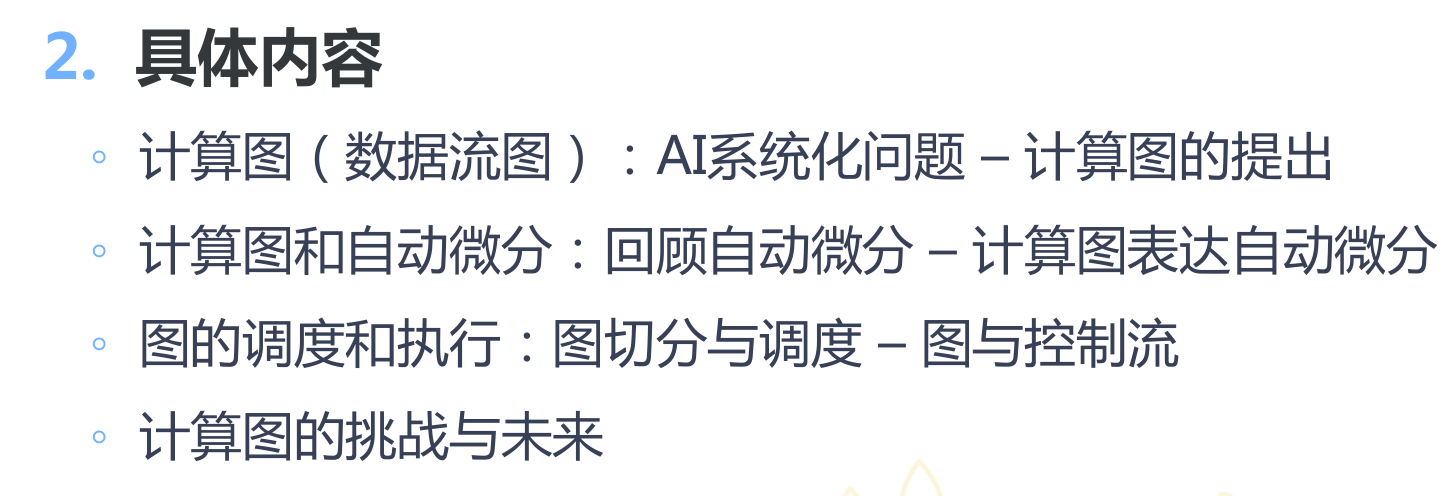 2. 具体内容
◦ 计算图（数据流图）：AI系统化问题 – 计算图的提出
◦ 计算图和自动微分：回顾自动微分 – 计算图表达自动微分
◦ 图的调度和执行：图切分与调度 – 图与控制流
◦ 计算图的挑战与未来